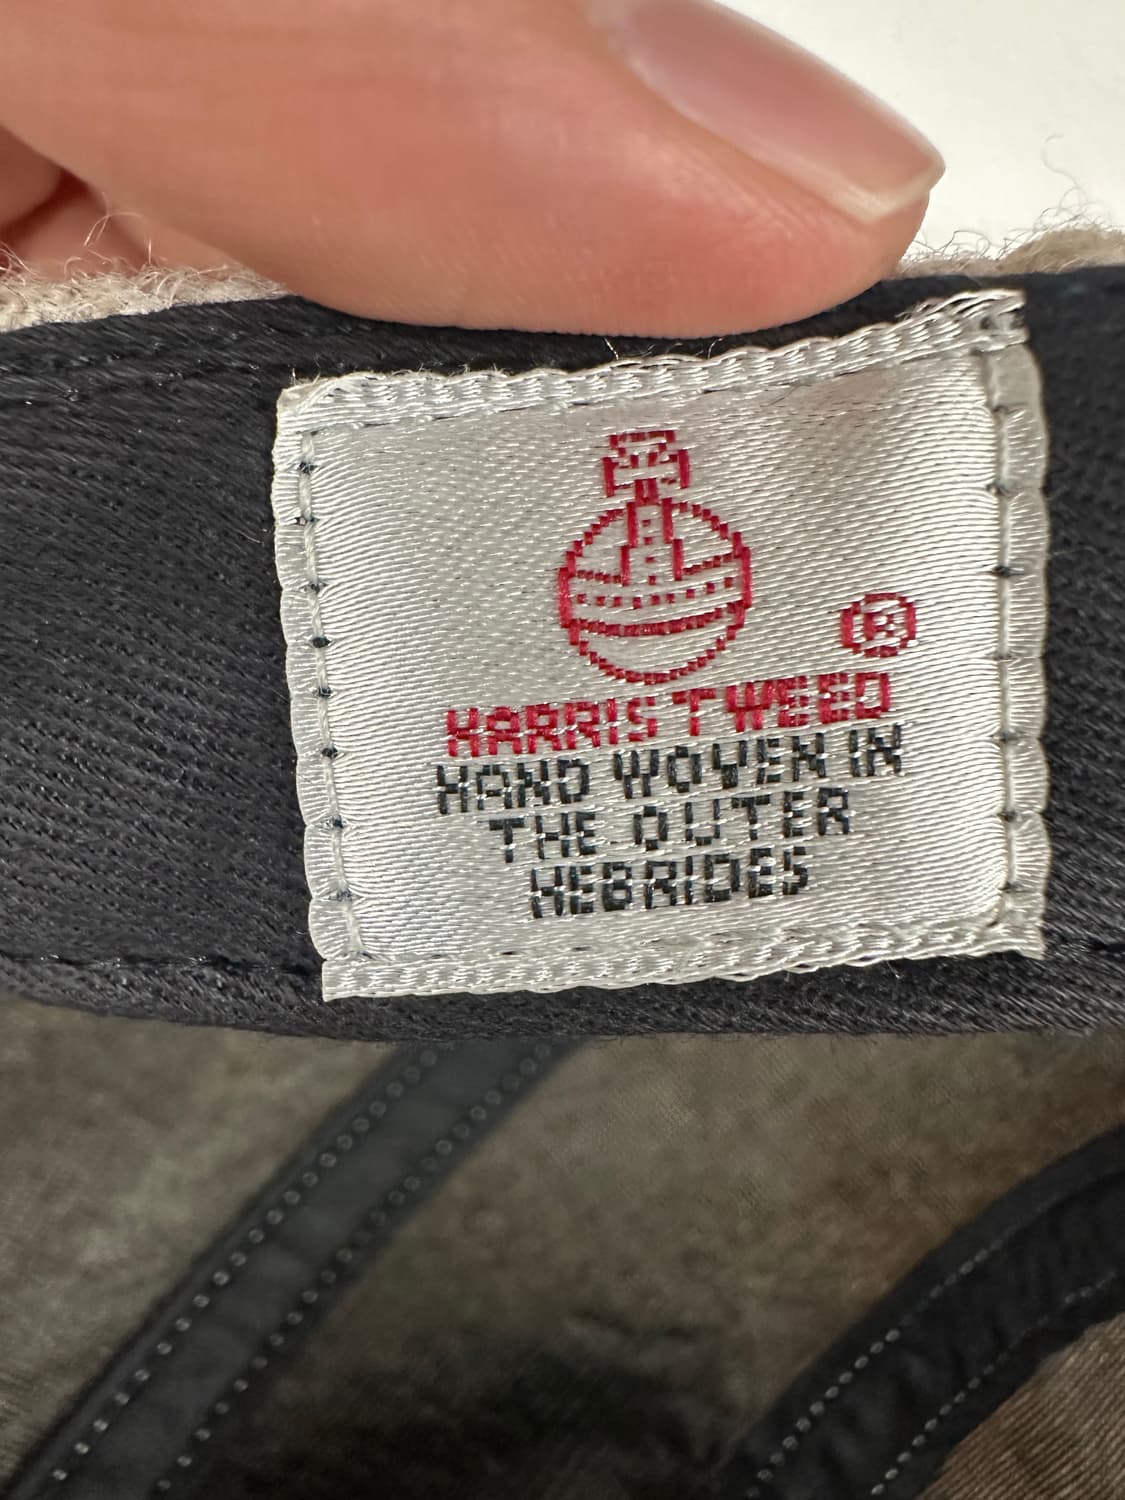 ®
HARRIS TWEED
HAND WOVEN IN
THE OUTER
HEBRIDES